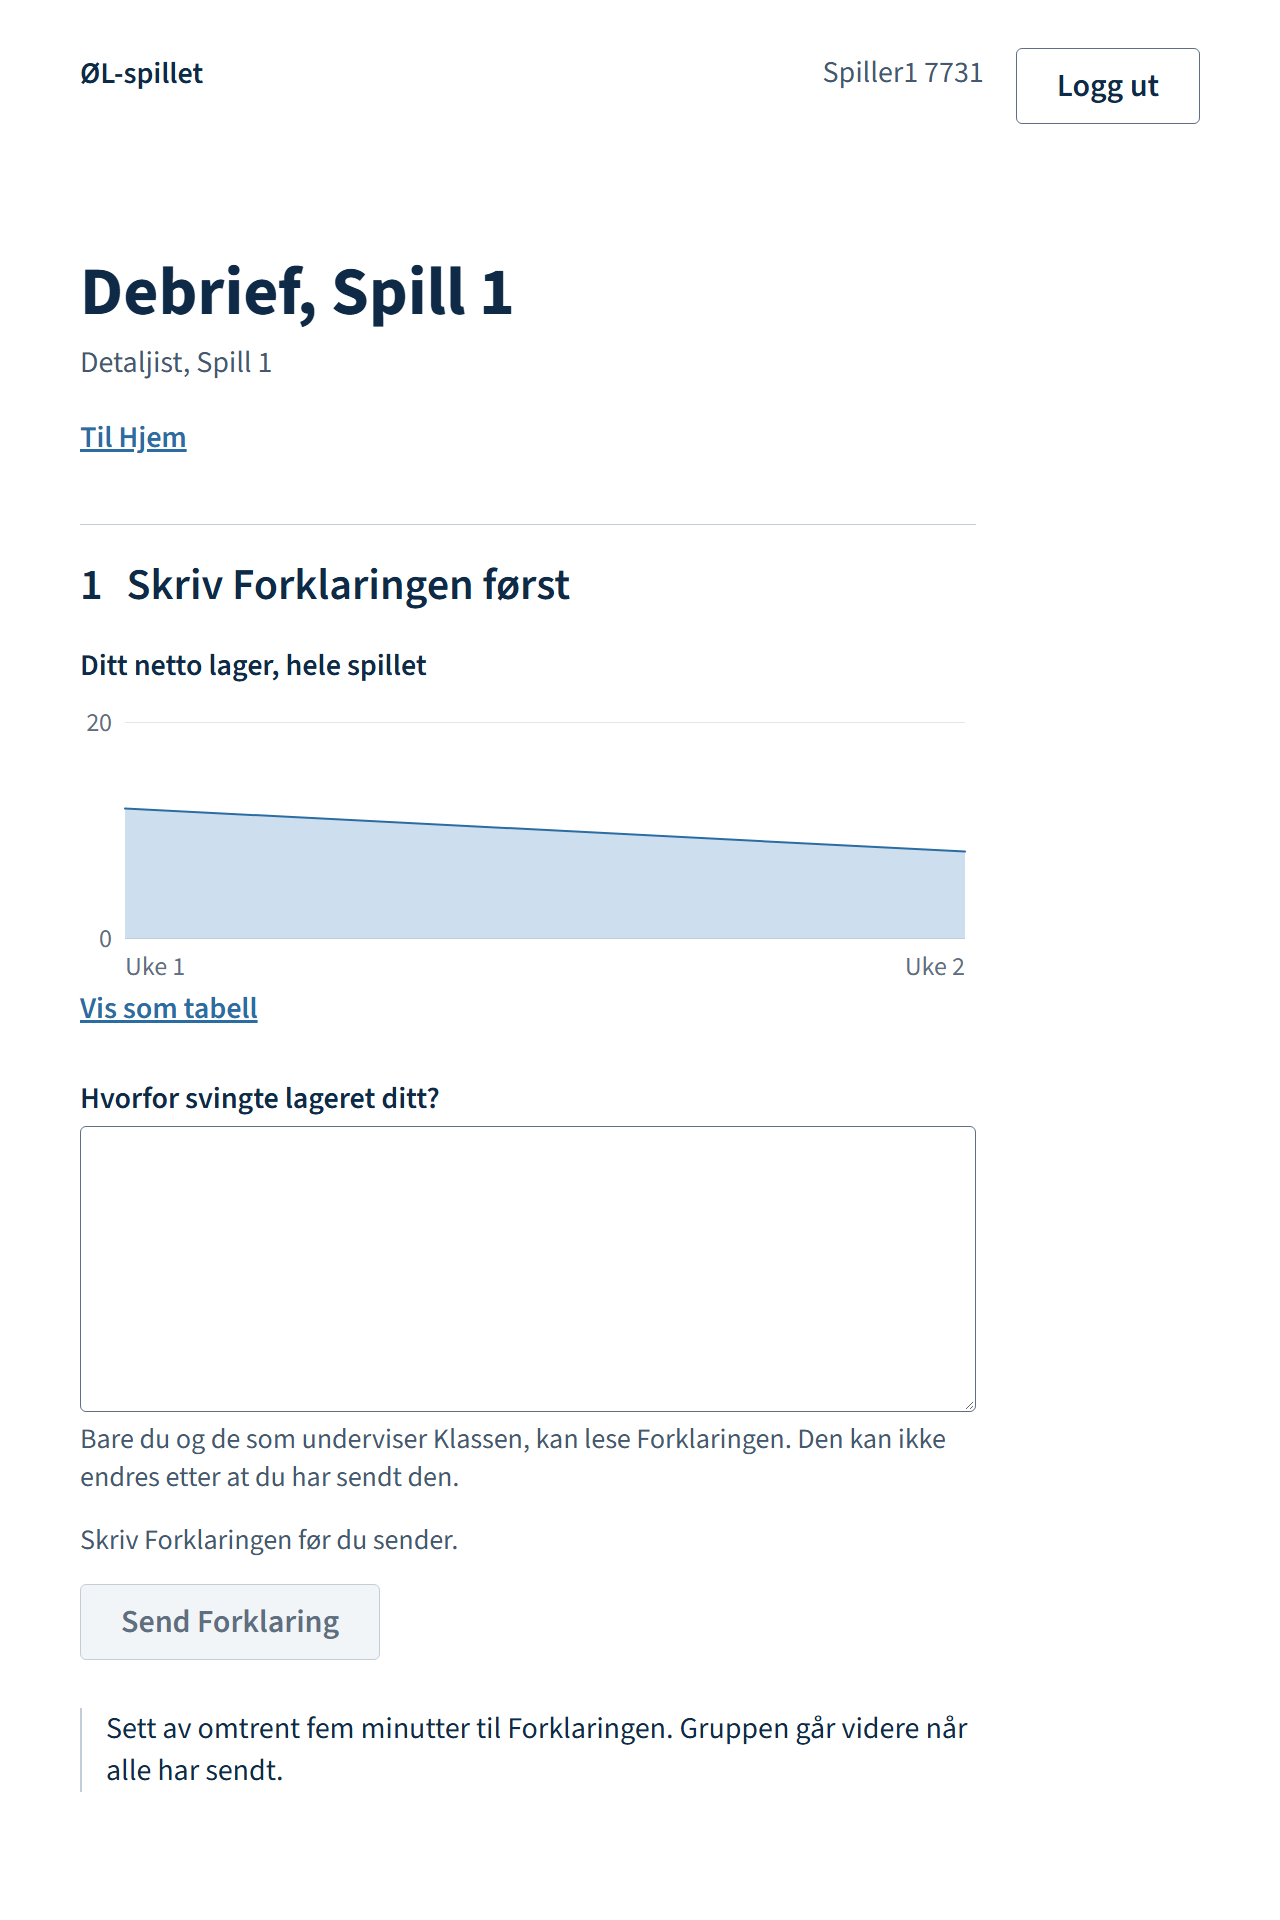 ØL-spillet
Spiller1 7731
Logg ut
Debrief, Spill 1
Detaljist, Spill 1
Til Hjem
1 Skriv Forklaringen først
Ditt netto lager, hele spillet
20
0
Uke 1
Uke 2
Vis som tabell
Hvorfor svingte lageret ditt?
Bare du og de som underviser Klassen, kan lese Forklaringen. Den kan ikke
endres etter at du har sendt den.
Skriv Forklaringen før du sender.
Send Forklaring
Sett av omtrent fem minutter til Forklaringen. Gruppen går videre når
alle har sendt.